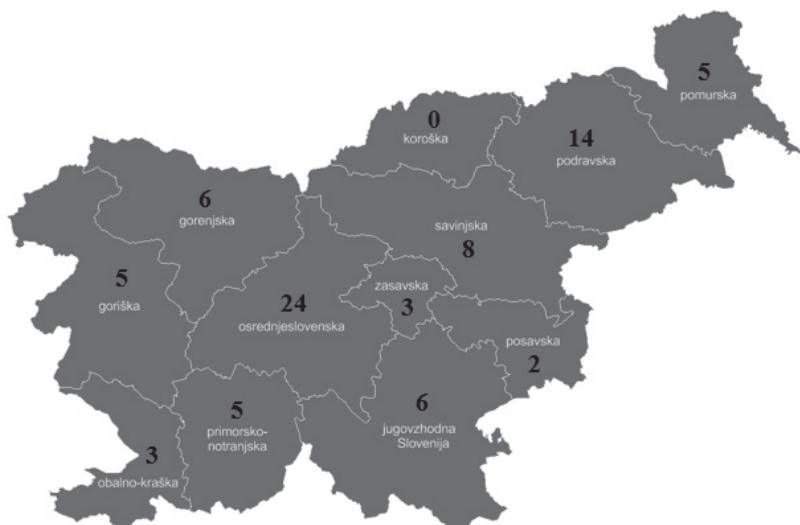 5
pomurska
0
koroška
14
podravska
6
gorenjska
savinjska
8
5
goriška
zasavska
3
24
osrednjeslovenska
posavska
2
6
jugovzhodna
Slovenija
5
primorsko-
notranjska
3
obalno-kraška